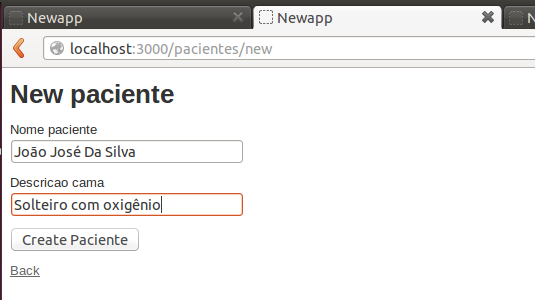 Newapp
Newapp
N
localhost:3000/pacientes/new
New paciente
Nome paciente
João José Da Silva
Descricao cama
Solteiro com oxigênio
Create Paciente
Back